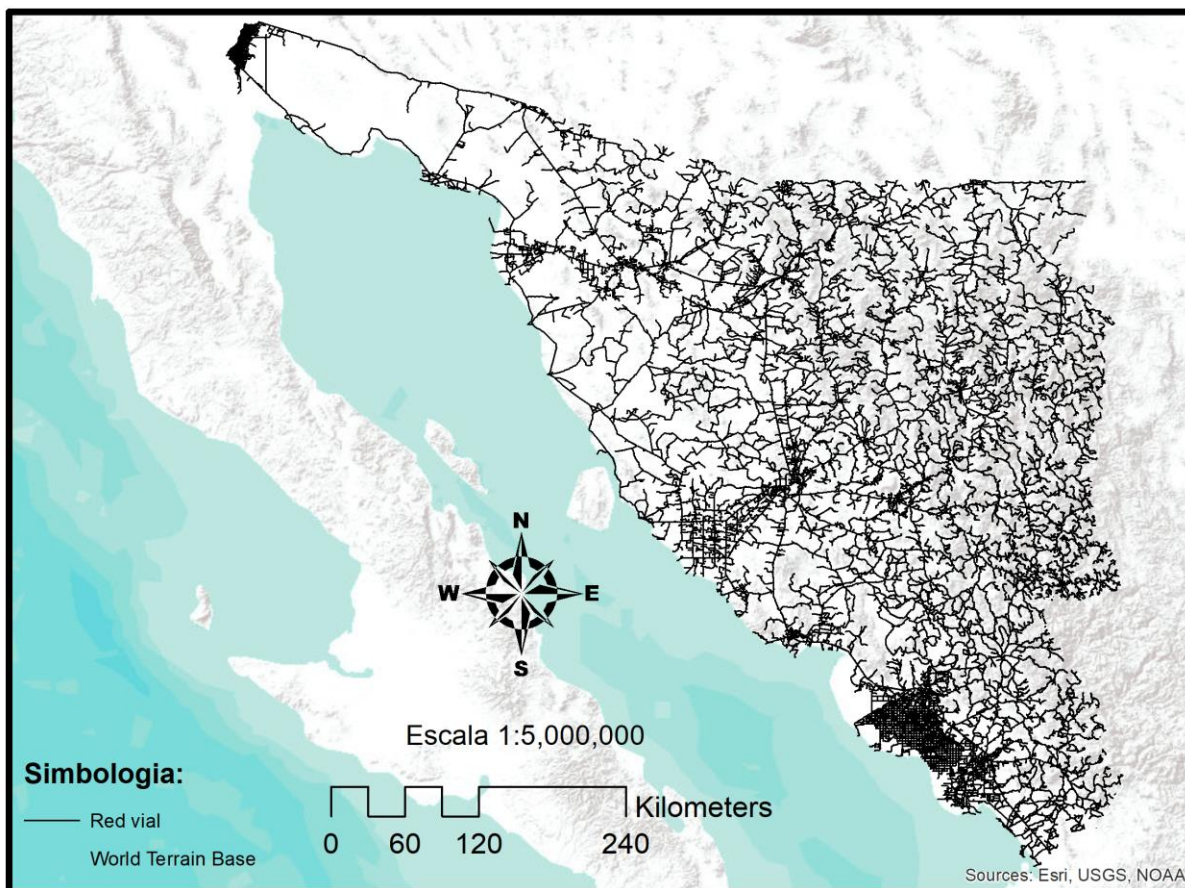 N
W E
S
Escala 1:5,000,000
Simbologia:
Red vial
World Terrain Base
Kilometers
0 60 120 240
Sources: Esri, USGS, NOAA